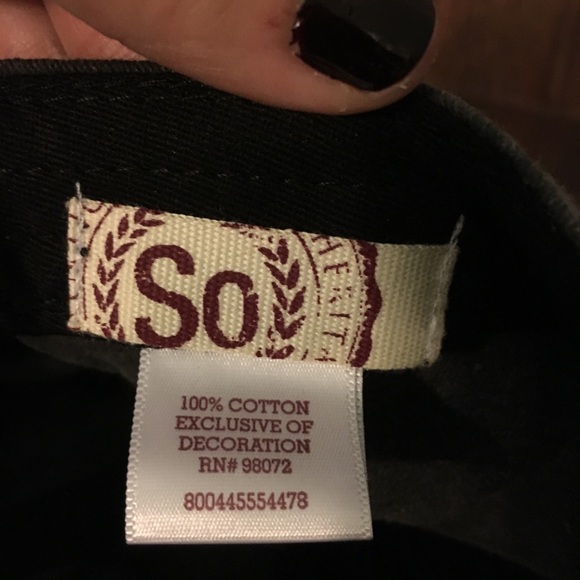 So
100% COTTON
EXCLUSIVE OF
DECORATION
RN# 98072
800445554478